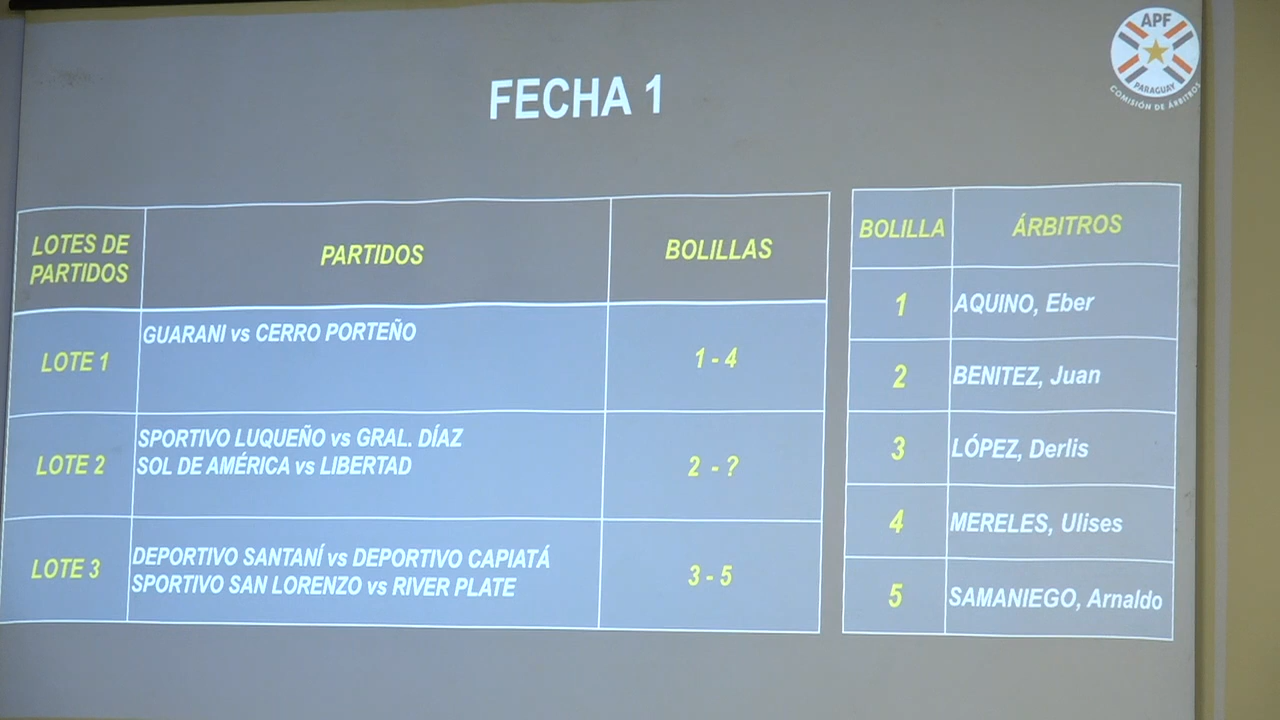 APF
PARAGUAY
COMISIÓN DE ÁRBITROS
FECHA 1
LOTES DE
PARTIDOS
PARTIDOS
BOLILLAS
LOTE 1
GUARANI vs CERRO PORTEÑO
1 - 4
LOTE 2
SPORTIVO LUQUEÑO vs GRAL. DÍAZ
SOL DE AMÉRICA vs LIBERTAD
2 - ?
LOTE 3
DEPORTIVO SANTANÍ vs DEPORTIVO CAPIATÁ
SPORTIVO SAN LORENZO vs RIVER PLATE
3 - 5
BOLILLA
ÁRBITROS
1
AQUINO, Eber
2
BENITEZ, Juan
3
LÓPEZ, Derlis
4
MERELES, Ulises
5
SAMANIEGO, Arnaldo